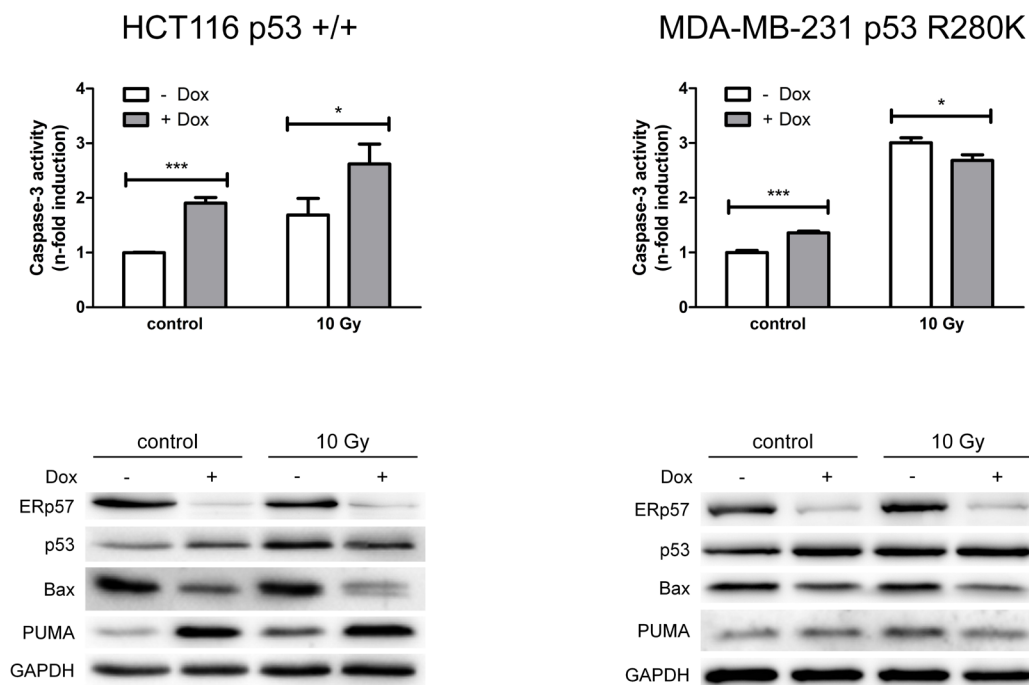 HCT116 p53 +/+
Caspase-3 activity
(n-fold induction)
4
3
2
1
0
- Dox
+ Dox
***
*
control
10 Gy
control
10 Gy
Dox
-
+
-
+
ERp57
p53
Bax
PUMA
GAPDH
MDA-MB-231 p53 R280K
Caspase-3 activity
(n-fold induction)
4
3
2
1
0
- Dox
+ Dox
***
*
control
10 Gy
control
10 Gy
Dox
-
+
-
+
ERp57
p53
Bax
PUMA
GAPDH